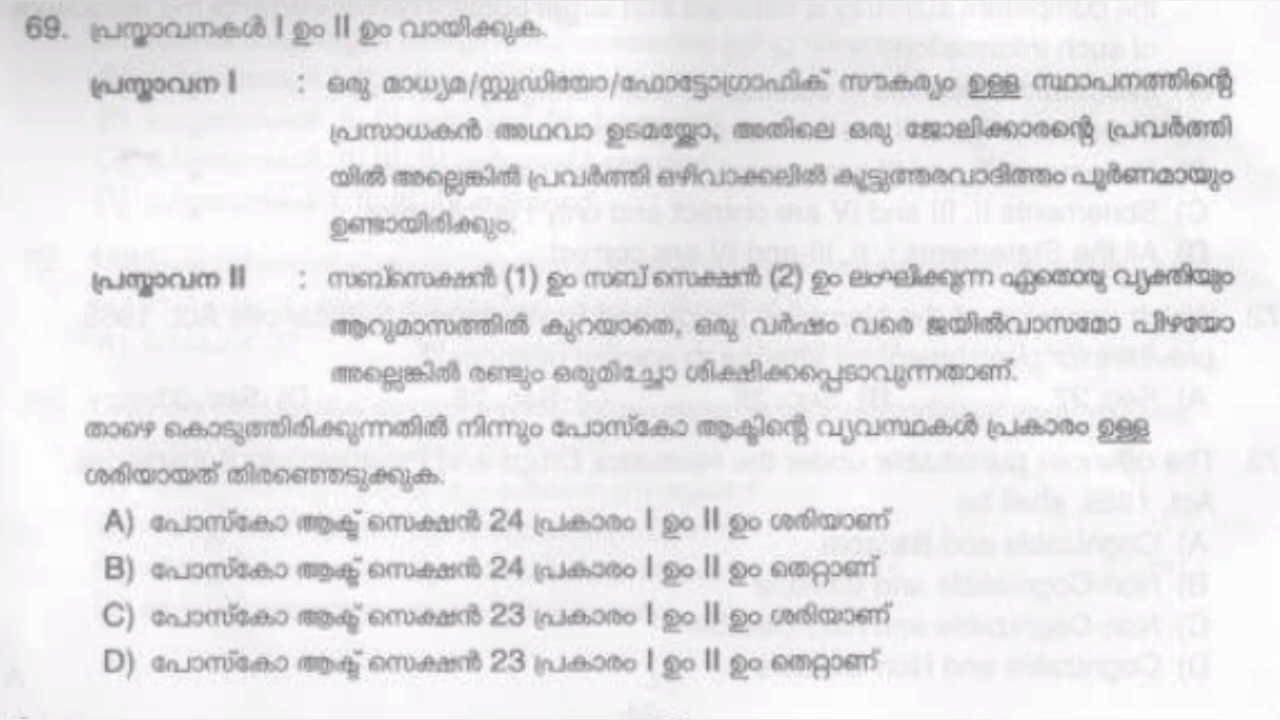 69. പ്രസ്താവനകൾ I ഉം II ഉം വായിക്കുക.
പ്രസ്താവന I : ഒരു മാധ്യമ/സ്റ്റുഡിയോ/ഫോട്ടോഗ്രാഫിക് സൗകര്യം ഉള്ള സ്ഥാപനത്തിന്റെ
പ്രസാധകൻ അഥവാ ഉടമയ്ക്കോ, അതിലെ ഒരു ജോലിക്കാരന്റെ പ്രവർത്തി
യിൽ അല്ലെങ്കിൽ പ്രവർത്തി ഒഴിവാക്കലിൽ കൂട്ടുത്തരവാദിത്തം പൂർണമായും
ഉണ്ടായിരിക്കും.
പ്രസ്താവന II : സബ്സെക്ഷൻ (1) ഉം സബ് സെക്ഷൻ (2) ഉം ലംഘിക്കുന്ന ഏതൊരു വ്യക്തിയും
ആറുമാസത്തിൽ കുറയാതെ, ഒരു വർഷം വരെ ജയിൽവാസമോ പിഴയോ
അല്ലെങ്കിൽ രണ്ടും ഒരുമിച്ചോ ശിക്ഷിക്കപ്പെടാവുന്നതാണ്.
താഴെ കൊടുത്തിരിക്കുന്നതിൽ നിന്നും പോസ്കോ ആക്ടിന്റെ വ്യവസ്ഥകൾ പ്രകാരം ഉള്ള
ശരിയായത് തിരഞ്ഞെടുക്കുക.
A) പോസ്കോ ആക്ട് സെക്ഷൻ 24 പ്രകാരം I ഉം II ഉം ശരിയാണ്
B) പോസ്കോ ആക്ട് സെക്ഷൻ 24 പ്രകാരം I ഉം II ഉം തെറ്റാണ്
C) പോസ്കോ ആക്ട് സെക്ഷൻ 23 പ്രകാരം I ഉം II ഉം ശരിയാണ്
D) പോസ്കോ ആക്ട് സെക്ഷൻ 23 പ്രകാരം I ഉം II ഉം തെറ്റാണ്